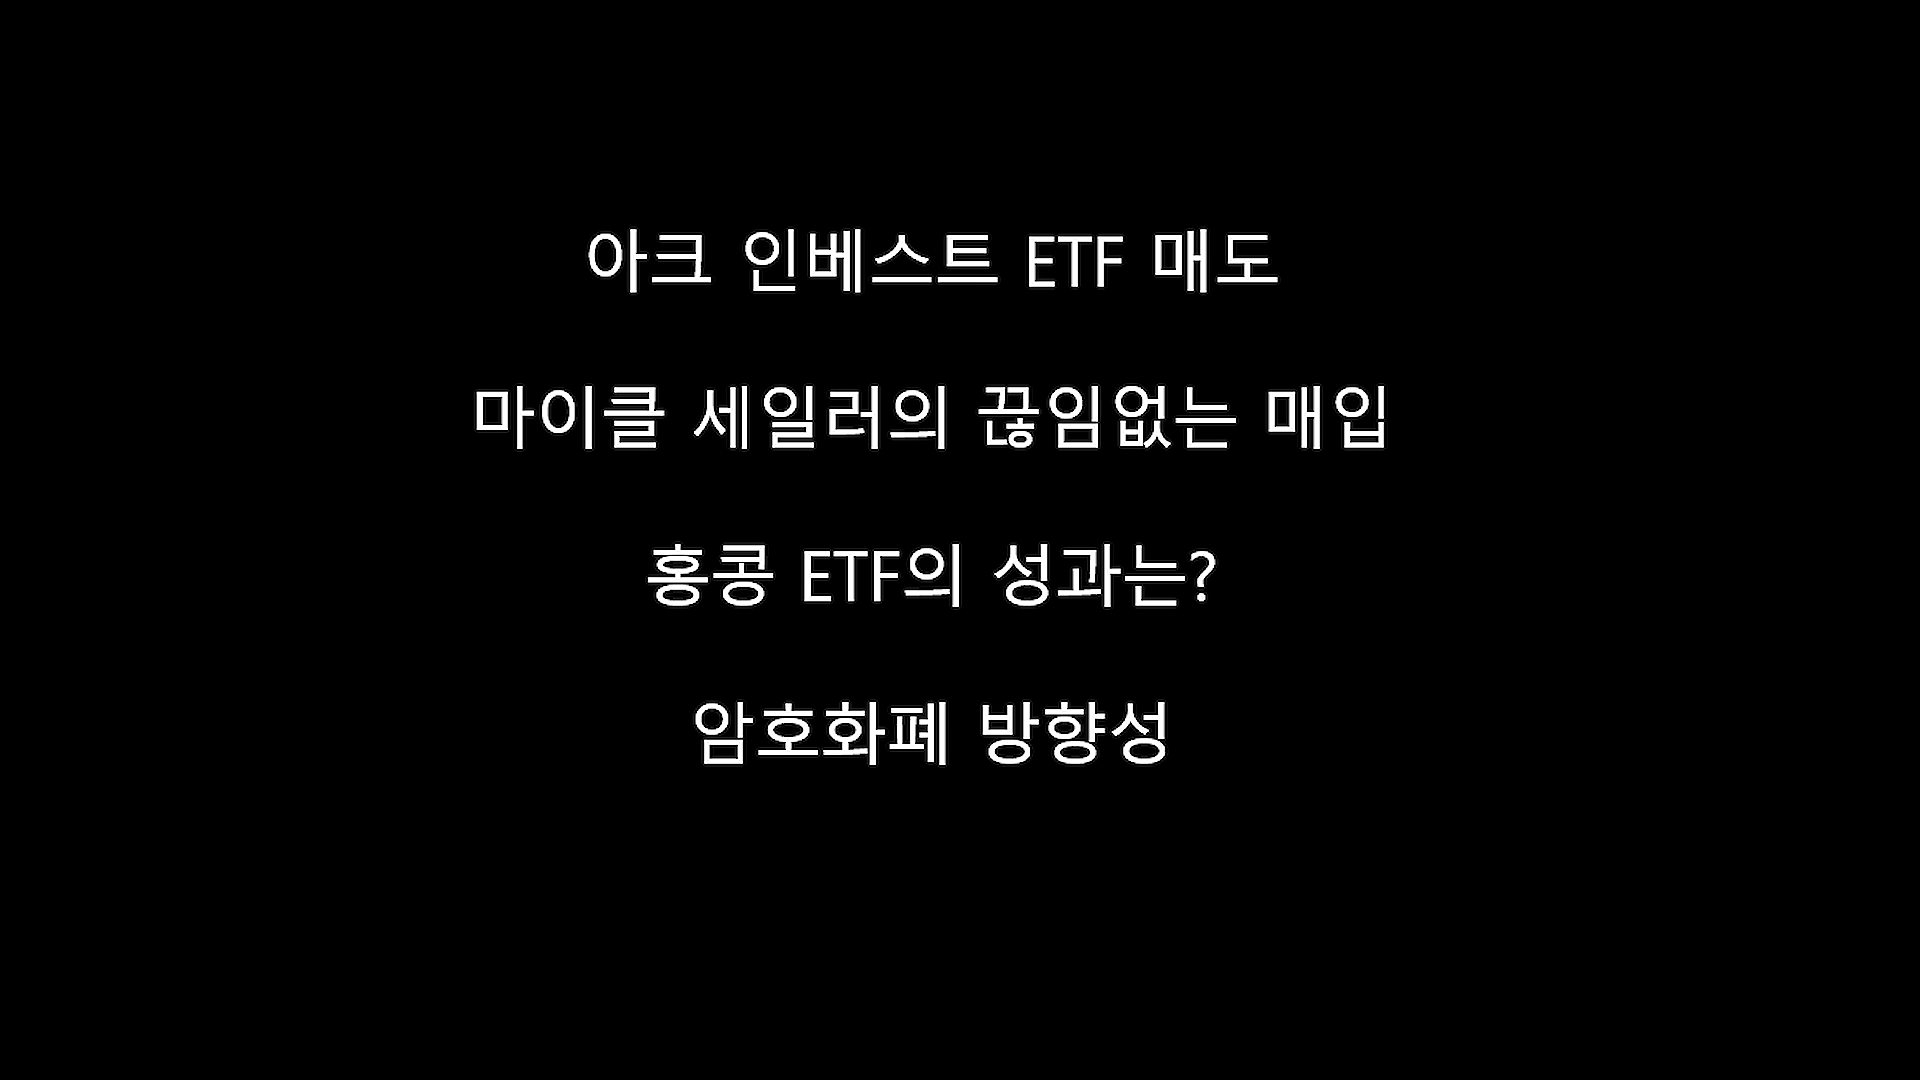 아크 인베스트 ETF 매도
마이클 세일러의 끊임없는 매입
홍콩 ETF의 성과는?
암호화폐 방향성